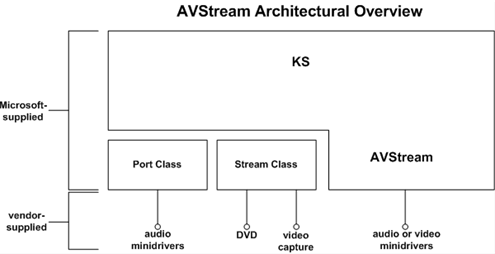 AVStream Architectural Overview
KS
Microsoft-
supplied
Port Class
Stream Class
AVStream
vendor-
supplied
audio
minidrivers
DVD
video
capture
audio or video
minidrivers